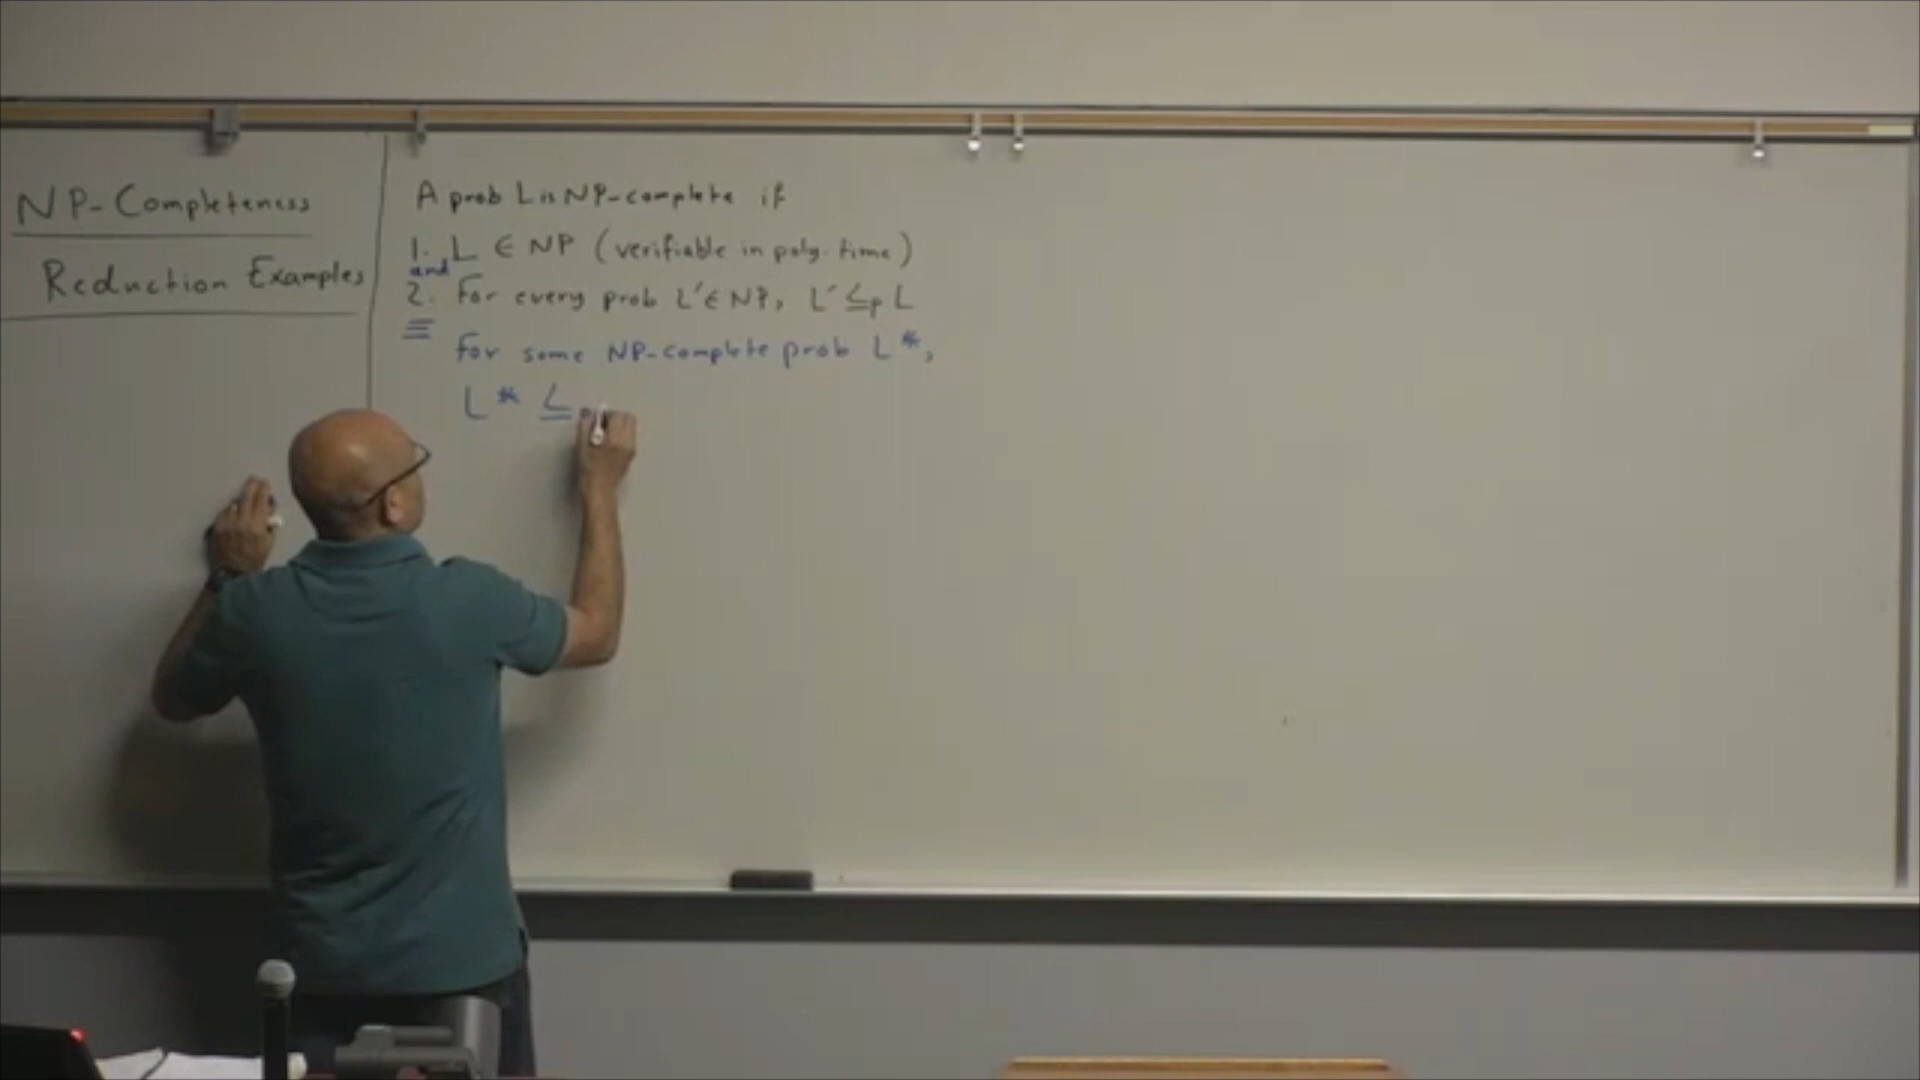 NP-Completeness
Reduction Examples
A prob L is NP-complete if
1. L ∈ NP (verifiable in poly. time)
and
2. For every prob L' ∈ NP, L' ≤p L
≡
For some NP-complete prob L*,
L* ≤p